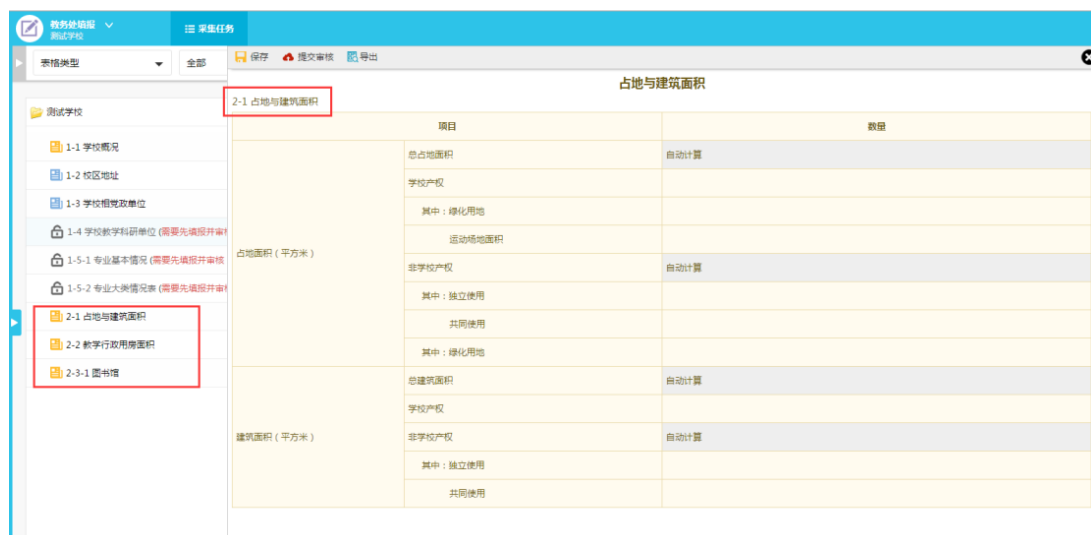 教务处填报
测试学校
采集任务
表格类型
全部
保存 提交审核 导出
占地与建筑面积
2-1 占地与建筑面积
测试学校
1-1 学校概况
1-2 校区地址
1-3 学校相党政单位
1-4 学校教学科研单位 (需要先填报并审核
1-5-1 专业基本情况 (需要先填报并审核
1-5-2 专业大类情况表 (需要先填报并审核
2-1 占地与建筑面积
2-2 教学行政用房面积
2-3-1 图书馆
项目 数量
占地面积(平方米)
总占地面积 自动计算
学校产权
其中:绿化用地
运动场地面积
非学校产权 自动计算
其中:独立使用
共同使用
其中:绿化用地
建筑面积(平方米)
总建筑面积 自动计算
学校产权
非学校产权 自动计算
其中:独立使用
共同使用